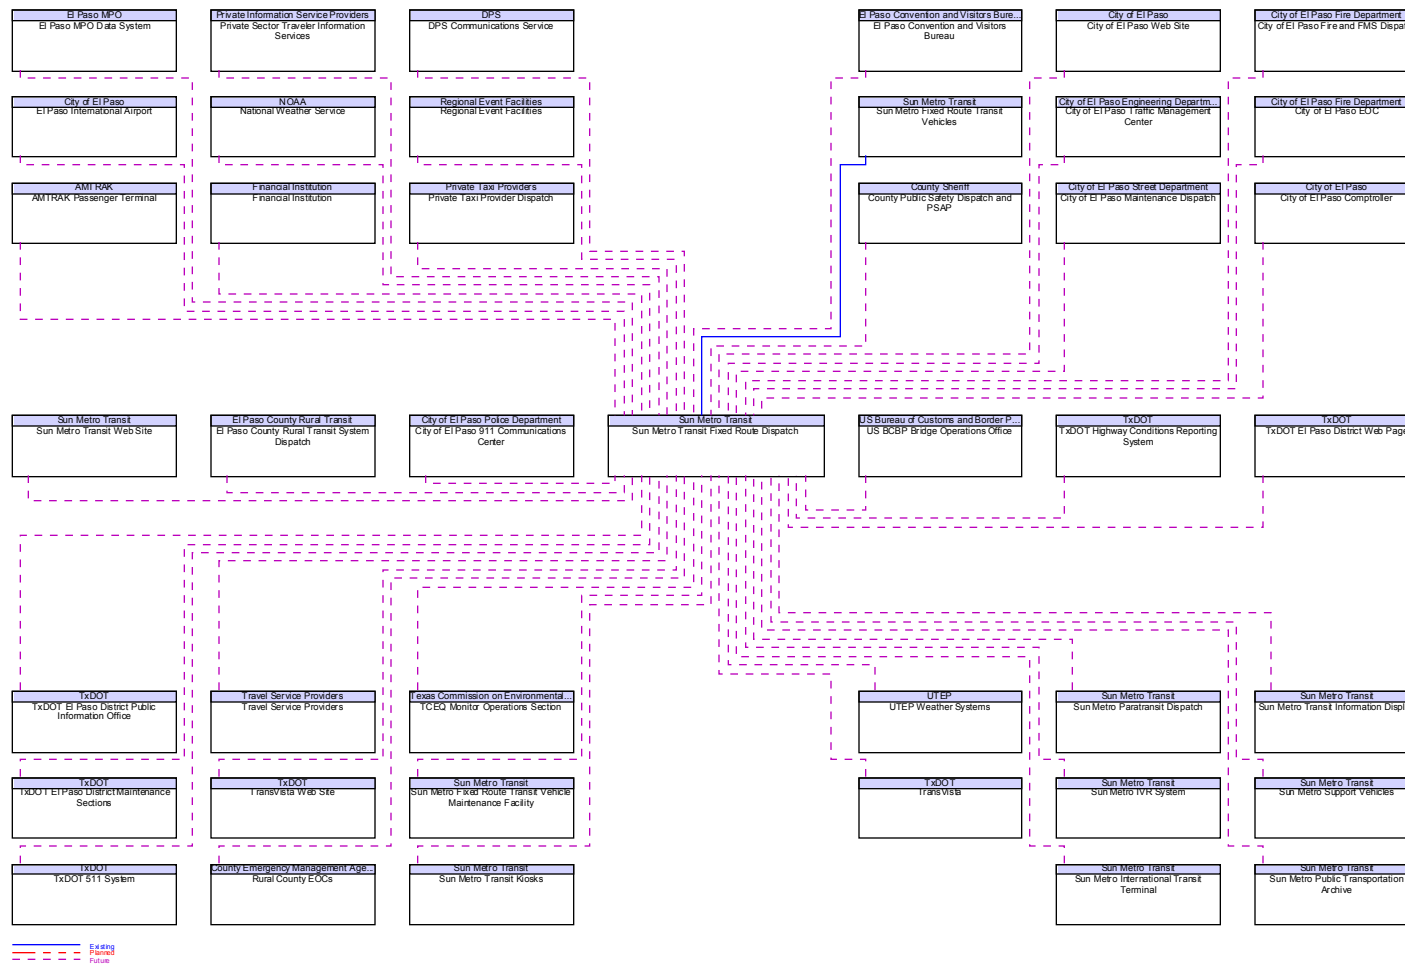 El Paso MPO
El Paso MPO Data System
Private Information Service Providers
Private Sector Traveler Information
Services
DPS
DPS Communications Service
El Paso Convention and Visitors Bure...
El Paso Convention and Visitors
Bureau
City of El Paso
City of El Paso Web Site
City of El Paso Fire Department
City of El Paso Fire and FMS Dispat
City of El Paso
El Paso International Airport
NOAA
National Weather Service
Regional Event Facilities
Regional Event Facilities
Sun Metro Transit
Sun Metro Fixed Route Transit
Vehicles
City of El Paso Engineering Departm...
City of El Paso Traffic Management
Center
City of El Paso Fire Department
City of El Paso EOC
AMTRAK
AMTRAK Passenger Terminal
Financial Institution
Financial Institution
Private Taxi Providers
Private Taxi Provider Dispatch
County Sheriff
County Public Safety Dispatch and
PSAP
City of El Paso Street Department
City of El Paso Maintenance Dispatch
City of El Paso
City of El Paso Comptroller
Sun Metro Transit
Sun Metro Transit Web Site
El Paso County Rural Transit
El Paso County Rural Transit System
Dispatch
City of El Paso Police Department
City of El Paso 911 Communications
Center
Sun Metro Transit
Sun Metro Transit Fixed Route Dispatch
US Bureau of Customs and Border P...
US BCBP Bridge Operations Office
TxDOT
TxDOT Highway Conditions Reporting
System
TxDOT
TxDOT El Paso District Web Page
TxDOT
TxDOT El Paso District Public
Information Office
Travel Service Providers
Travel Service Providers
Texas Commission on Environmental...
TCEQ Monitor Operations Section
UTEP
UTEP Weather Systems
Sun Metro Transit
Sun Metro Paratransit Dispatch
Sun Metro Transit
Sun Metro Transit Information Displ
TxDOT
TxDOT El Paso District Maintenance
Sections
TxDOT
TransVista Web Site
Sun Metro Transit
Sun Metro Fixed Route Transit Vehicle
Maintenance Facility
TxDOT
TransVista
Sun Metro Transit
Sun Metro IVR System
Sun Metro Transit
Sun Metro Support Vehicles
TxDOT
TxDOT 511 System
County Emergency Management Age...
Rural County EOCs
Sun Metro Transit
Sun Metro Transit Kiosks
Sun Metro Transit
Sun Metro International Transit
Terminal
Sun Metro Transit
Sun Metro Public Transportation
Archive
Existing
Planned
Future